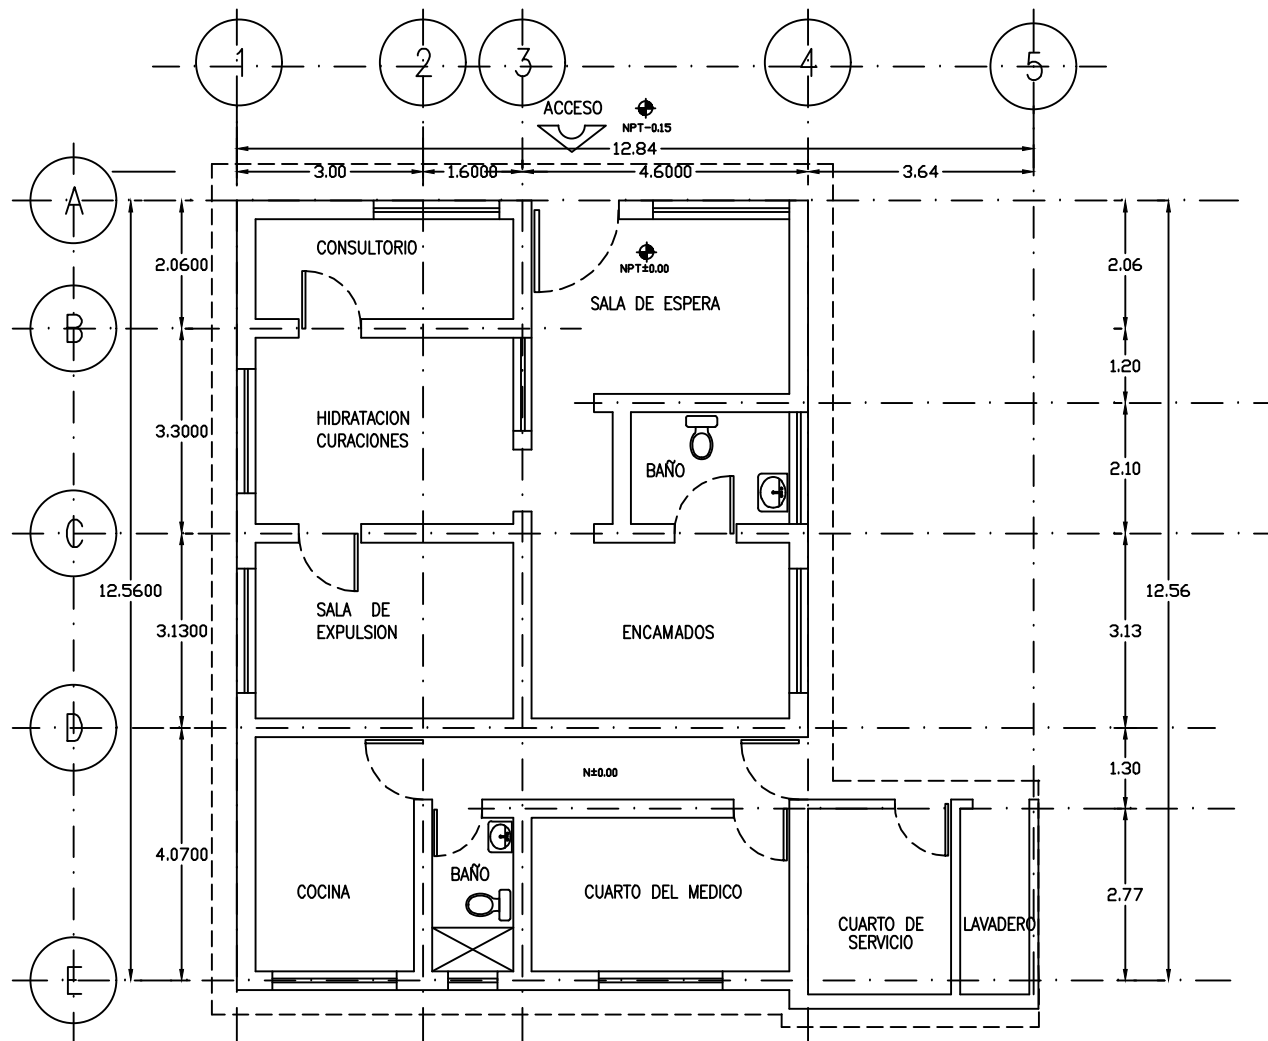 1
2
3
4
5
ACCESO
NPT-0.15
12.84
3.00
1.6000
4.6000
3.64
A
CONSULTORIO
2.0600
NPT±0.00
2.06
SALA DE ESPERA
B
1.20
HIDRATACION
CURACIONES
3.3000
BAÑO
2.10
C
12.5600
12.56
SALA DE
EXPULSION
3.1300
ENCAMADOS
3.13
D
N±0.00
1.30
4.0700
BAÑO
COCINA
CUARTO DEL MEDICO
2.77
CUARTO DE
SERVICIO
LAVADERO
E